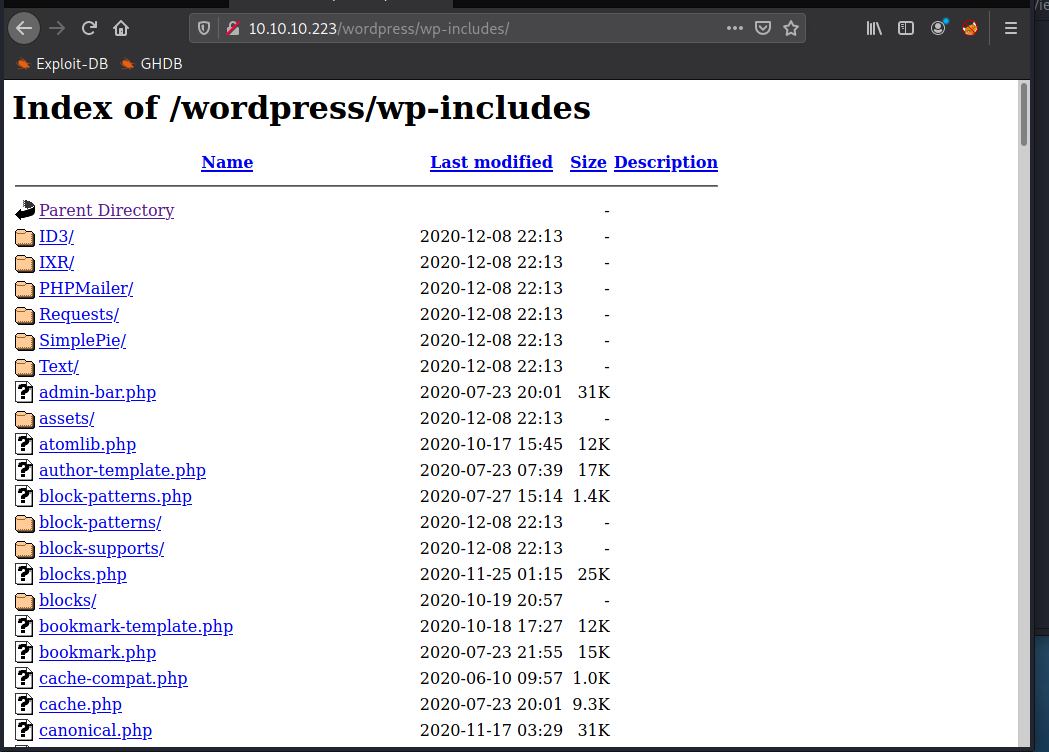 10.10.10.223/wordpress/wp-includes/
Exploit-DB GHDB
Index of /wordpress/wp-includes
Name Last modified Size Description
Parent Directory -
ID3/ 2020-12-08 22:13 -
IXR/ 2020-12-08 22:13 -
PHPMailer/ 2020-12-08 22:13 -
Requests/ 2020-12-08 22:13 -
SimplePie/ 2020-12-08 22:13 -
Text/ 2020-12-08 22:13 -
admin-bar.php 2020-07-23 20:01 31K
assets/ 2020-12-08 22:13 -
atomlib.php 2020-10-17 15:45 12K
author-template.php 2020-07-23 07:39 17K
block-patterns.php 2020-07-27 15:14 1.4K
block-patterns/ 2020-12-08 22:13 -
block-supports/ 2020-12-08 22:13 -
blocks.php 2020-11-25 01:15 25K
blocks/ 2020-10-19 20:57 -
bookmark-template.php 2020-10-18 17:27 12K
bookmark.php 2020-07-23 21:55 15K
cache-compat.php 2020-06-10 09:57 1.0K
cache.php 2020-07-23 20:01 9.3K
canonical.php 2020-11-17 03:29 31K